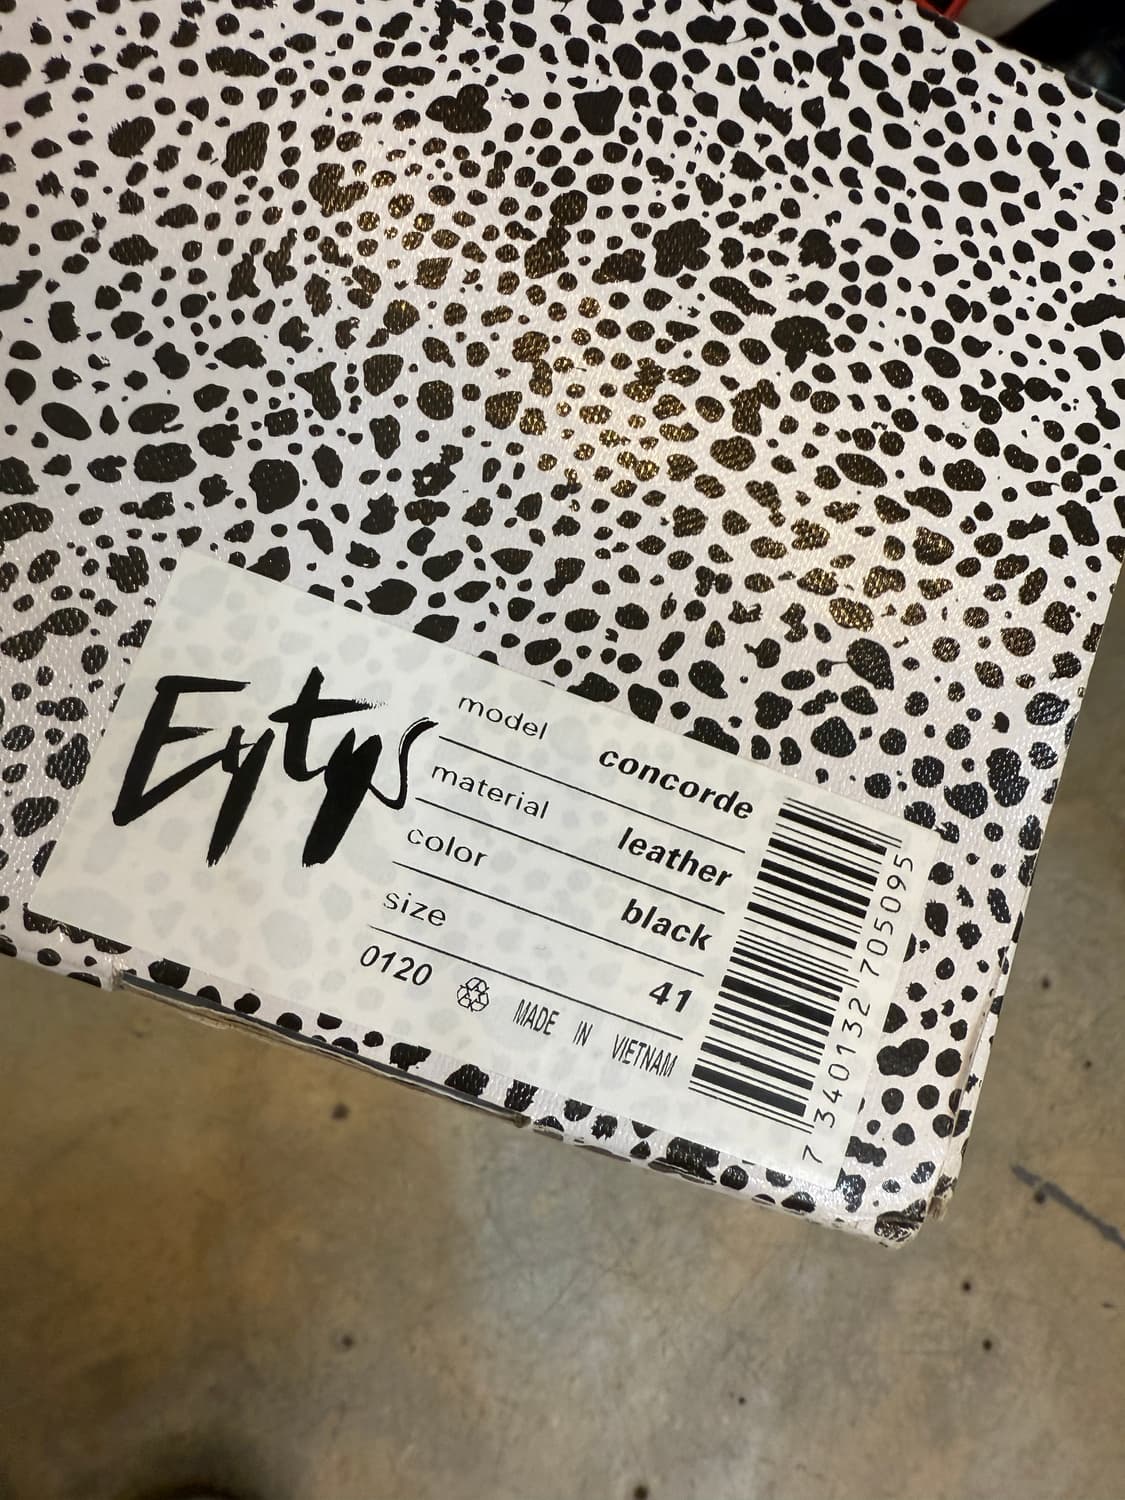 Eytys
model concorde
material leather
color black
size 41
0120 MADE IN VIETNAM
7 340132 705095